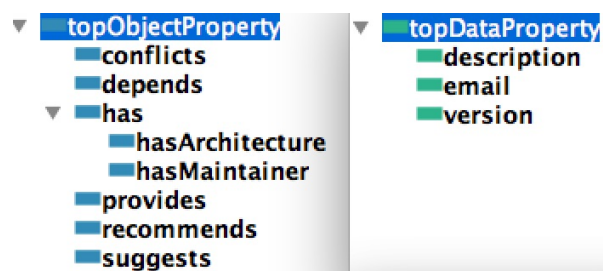 topObjectProperty
conflicts
depends
has
hasArchitecture
hasMaintainer
provides
recommends
suggests
topDataProperty
description
email
version